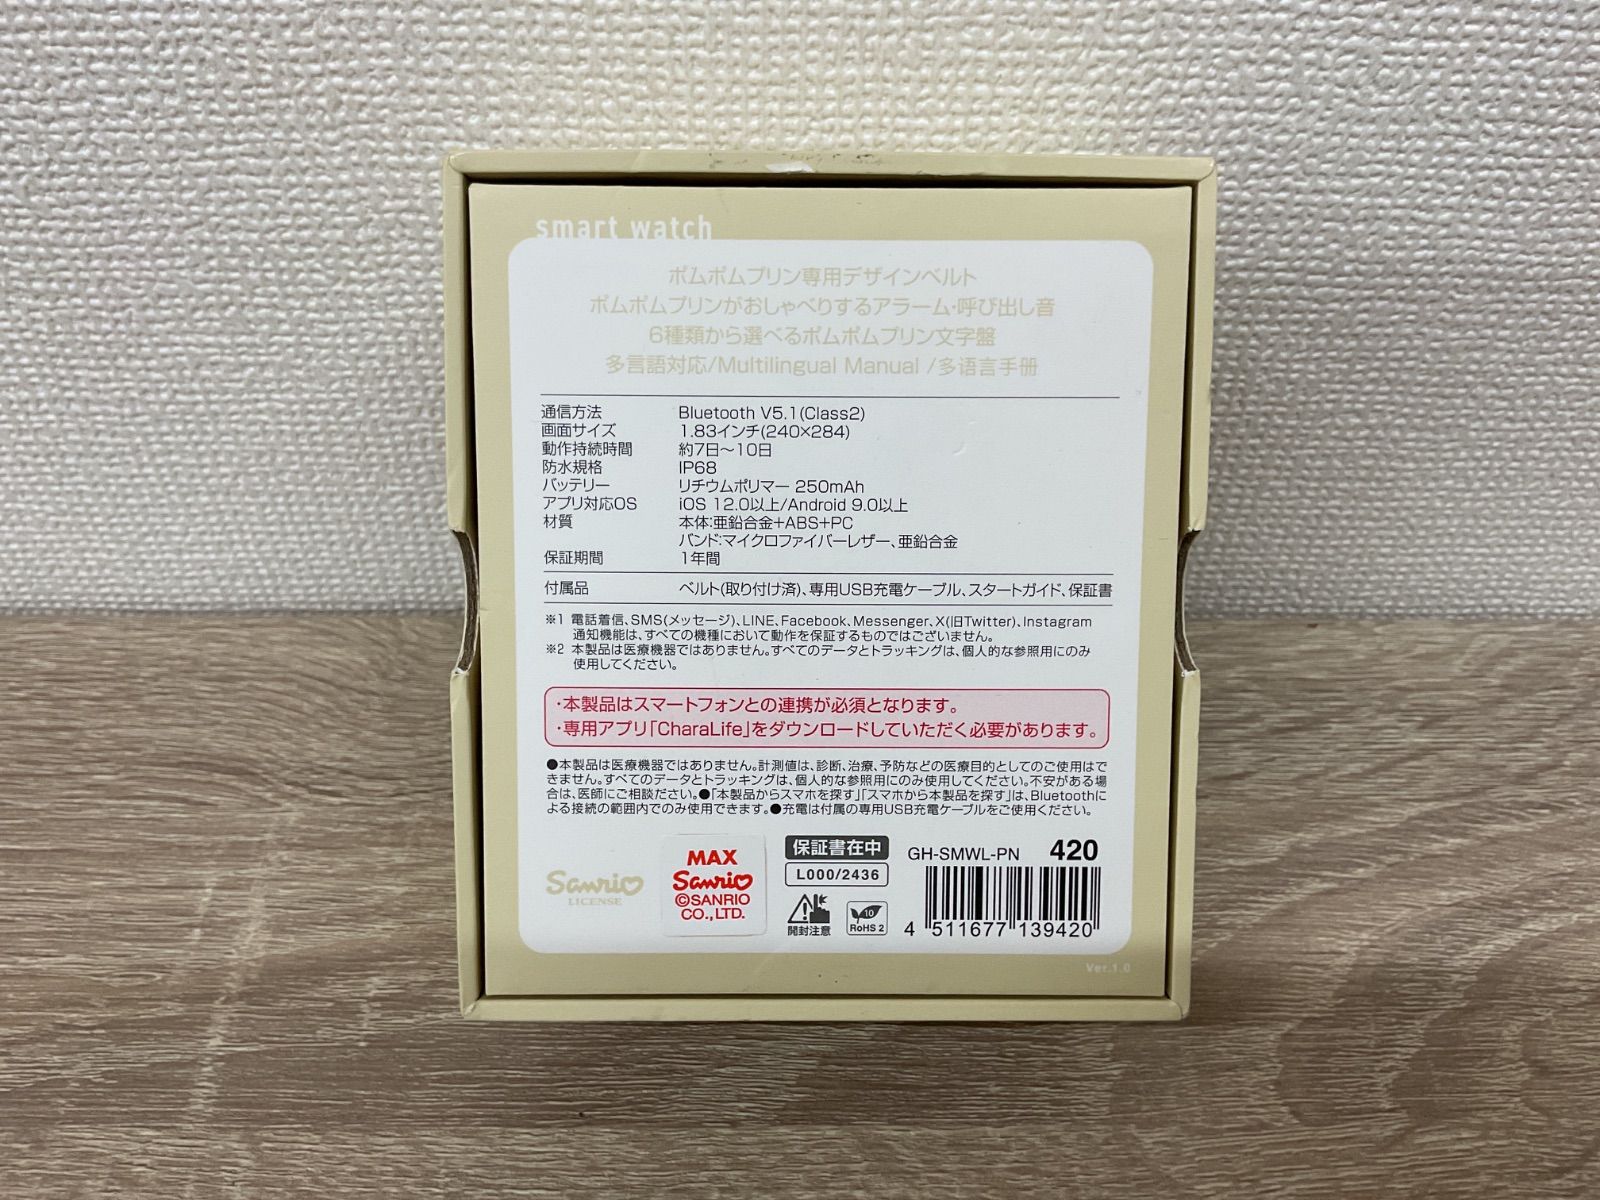 smart watch
ポムポムプリン専用デザインベルト
ポムポムプリンがおしゃべりするアラーム・呼び出し音
6種類から選べるポムポムプリン文字盤
多言語対応/Multilingual Manual /多语言手册
通信方法 Bluetooth V5.1(Class2)
画面サイズ 1.83インチ(240×284)
動作持続時間 約7日～10日
防水規格 IP68
バッテリー リチウムポリマー 250mAh
アプリ対応OS iOS 12.0以上/Android 9.0以上
材質 本体:亜鉛合金+ABS+PC
バンド:マイクロファイバーレザー、亜鉛合金
保証期間 1年間
付属品 ベルト(取り付け済)、専用USB充電ケーブル、スタートガイド、保証書
※1 電話着信、SMS(メッセージ)、LINE、Facebook、Messenger、X(旧Twitter)、Instagram
通知機能は、すべての機種において動作を保証するものではございません。
※2 本製品は医療機器ではありません。すべてのデータとトラッキングは、個人的な参照用にのみ
使用してください。
・本製品はスマートフォンとの連携が必須となります。
・専用アプリ「CharaLife」をダウンロードしていただく必要があります。
●本製品は医療機器ではありません。計測値は、診断、治療、予防などの医療目的としてのご使用はで
きません。すべてのデータとトラッキングは、個人的な参照用にのみ使用してください。不安がある場
合は、医師にご相談ださい。●「本製品からスマホを探す」「スマホから本製品を探す」は、Bluetoothに
よる接続の範囲内でのみ使用できます。●充電は付属の専用USB充電ケーブルをご使用ください。
Sanrio
LICENSE
MAX
Sanrio
©SANRIO
CO.,LTD.
保証書在中
L000/2436
開封注意
10
RoHS 2
GH-SMWL-PN 420
4 511677 139420
Ver.1.0